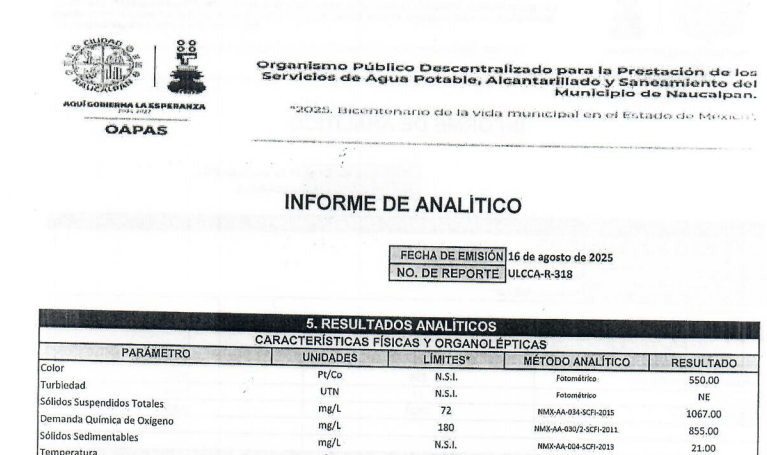 CIUDAD
NAUCALPAN
AQUÍ GOBIERNA LA ESPERANZA
OAPAS
Organismo Público Descentralizado para la Prestación de los
Servicios de Agua Potable, Alcantarillado y Saneamiento del
Municipio de Naucalpan.
"2025. Bicentenario de la vida municipal en el Estado de México".
INFORME DE ANALÍTICO
FECHA DE EMISIÓN 16 de agosto de 2025
NO. DE REPORTE ULCCA-R-318
5. RESULTADOS ANALÍTICOS
CARACTERÍSTICAS FÍSICAS Y ORGANOLÉPTICAS
PARÁMETRO UNIDADES LÍMITES* MÉTODO ANALÍTICO RESULTADO
Color Pt/Co N.S.I. Fotométrico 550.00
Turbiedad UTN N.S.I. Fotométrico NE
Sólidos Suspendidos Totales mg/L 72 NMX-AA-034-SCFI-2015 1067.00
Demanda Química de Oxígeno mg/L 180 NMX-AA-030/2-SCFI-2011 855.00
Sólidos Sedimentables mg/L N.S.I. NMX-AA-004-SCFI-2013 21.00
Temperatura